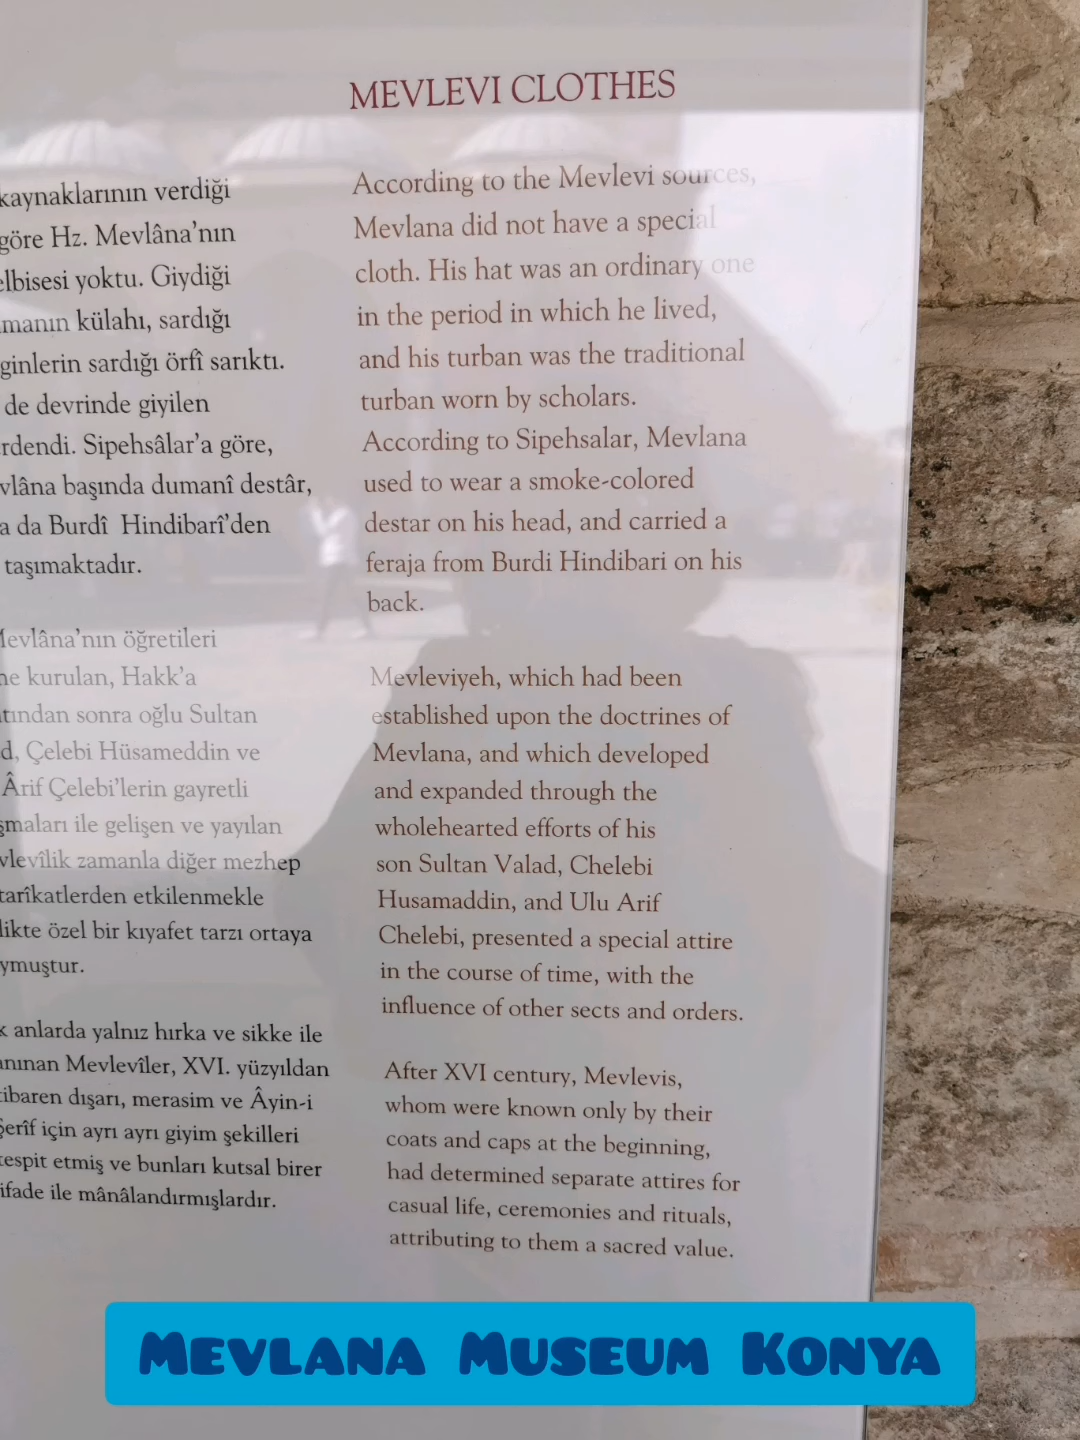 MEVLEVI CLOTHES
kaynaklarının verdiği
göre Hz. Mevlâna'nın
elbisesi yoktu. Giydiği
manın külahı, sardığı
ginlerin sardığı örfî sarıktı.
de devrinde giyilen
rdendi. Sipehsâlar'a göre,
vlâna başında dumanî destâr,
a da Burdî Hindibarî'den
taşımaktadır.
Mevlâna'nın öğretileri
ne kurulan, Hakk'a
tından sonra oğlu Sultan
d, Çelebi Hüsameddin ve
Ârif Çelebi'lerin gayretli
şmaları ile gelişen ve yayılan
vlevîlik zamanla diğer mezhep
tarîkatlerden etkilenmekle
likte özel bir kıyafet tarzı ortaya
ymuştur.
k anlarda yalnız hırka ve sikke ile
anınan Mevlevîler, XVI. yüzyıldan
tibaren dışarı, merasim ve Âyin-i
Şerîf için ayrı ayrı giyim şekilleri
tespit etmiş ve bunları kutsal birer
ifade ile mânâlandırmışlardır.
According to the Mevlevi sources,
Mevlana did not have a special
cloth. His hat was an ordinary one
in the period in which he lived,
and his turban was the traditional
turban worn by scholars.
According to Sipehsalar, Mevlana
used to wear a smoke-colored
destar on his head, and carried a
feraja from Burdi Hindibari on his
back.
Mevleviyeh, which had been
established upon the doctrines of
Mevlana, and which developed
and expanded through the
wholehearted efforts of his
son Sultan Valad, Chelebi
Husamaddin, and Ulu Arif
Chelebi, presented a special attire
in the course of time, with the
influence of other sects and orders.
After XVI century, Mevlevis,
whom were known only by their
coats and caps at the beginning,
had determined separate attires for
casual life, ceremonies and rituals,
attributing to them a sacred value.
MEVLANA MUSEUM KONYA